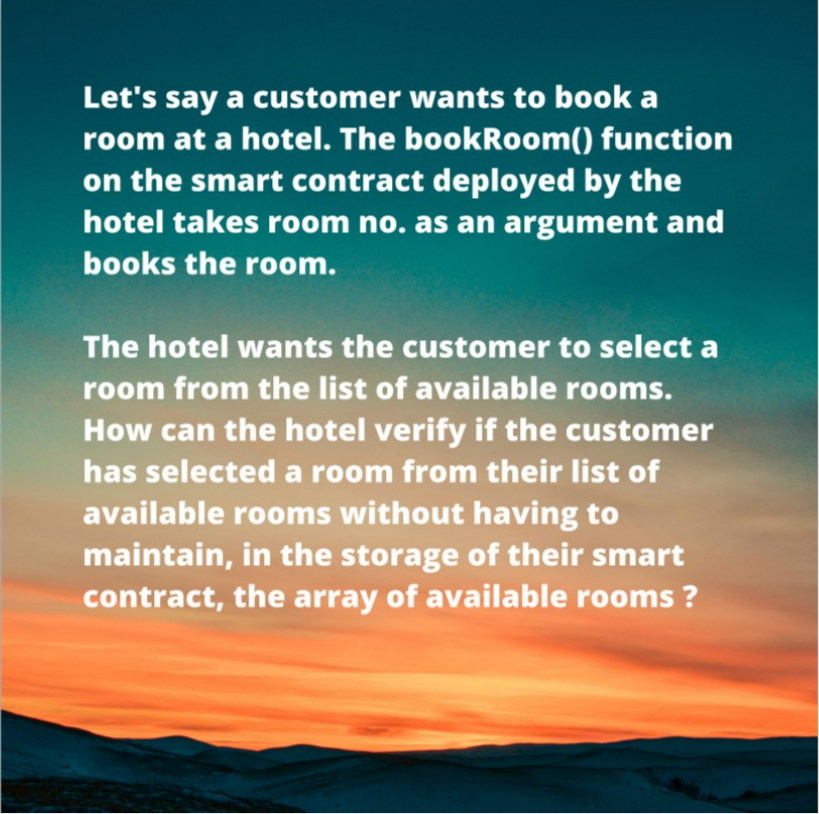 Let's say a customer wants to book a
room at a hotel. The bookRoom() function
on the smart contract deployed by the
hotel takes room no. as an argument and
books the room.
The hotel wants the customer to select a
room from the list of available rooms.
How can the hotel verify if the customer
has selected a room from their list of
available rooms without having to
maintain, in the storage of their smart
contract, the array of available rooms ?